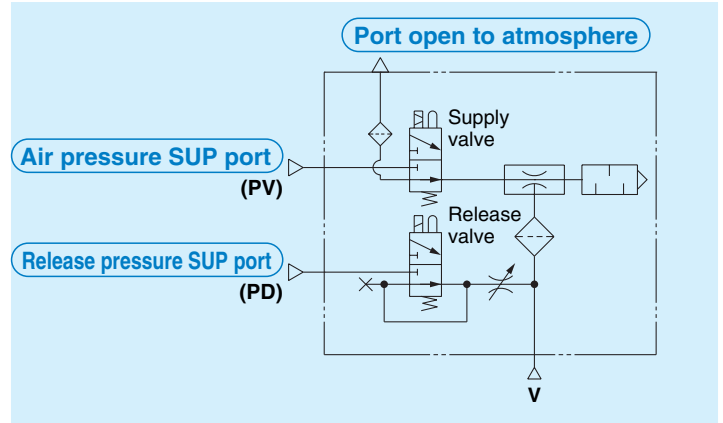 Port open to atmosphere
Supply
valve
Air pressure SUP port
(PV)
Release
valve
Release pressure SUP port
(PD)
V